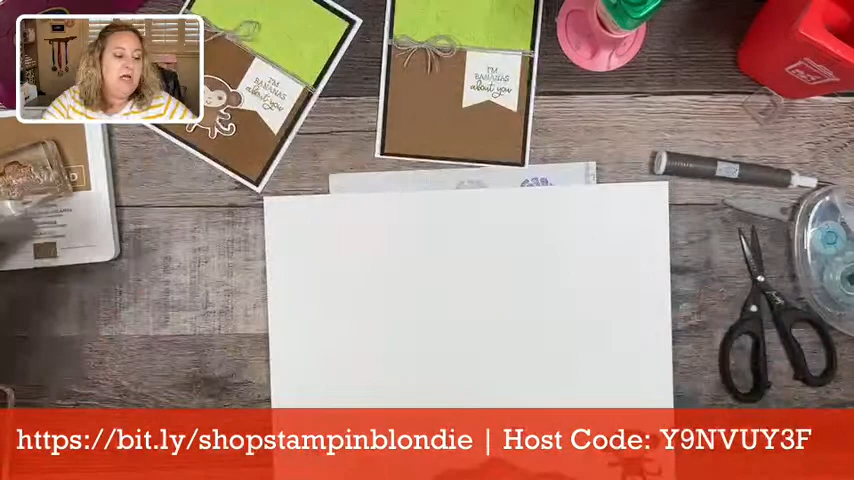 I'M
BANANAS
about you
I'M
BANANAS
about you
https://bit.ly/shopstampinblondie | Host Code: Y9NVUY3F